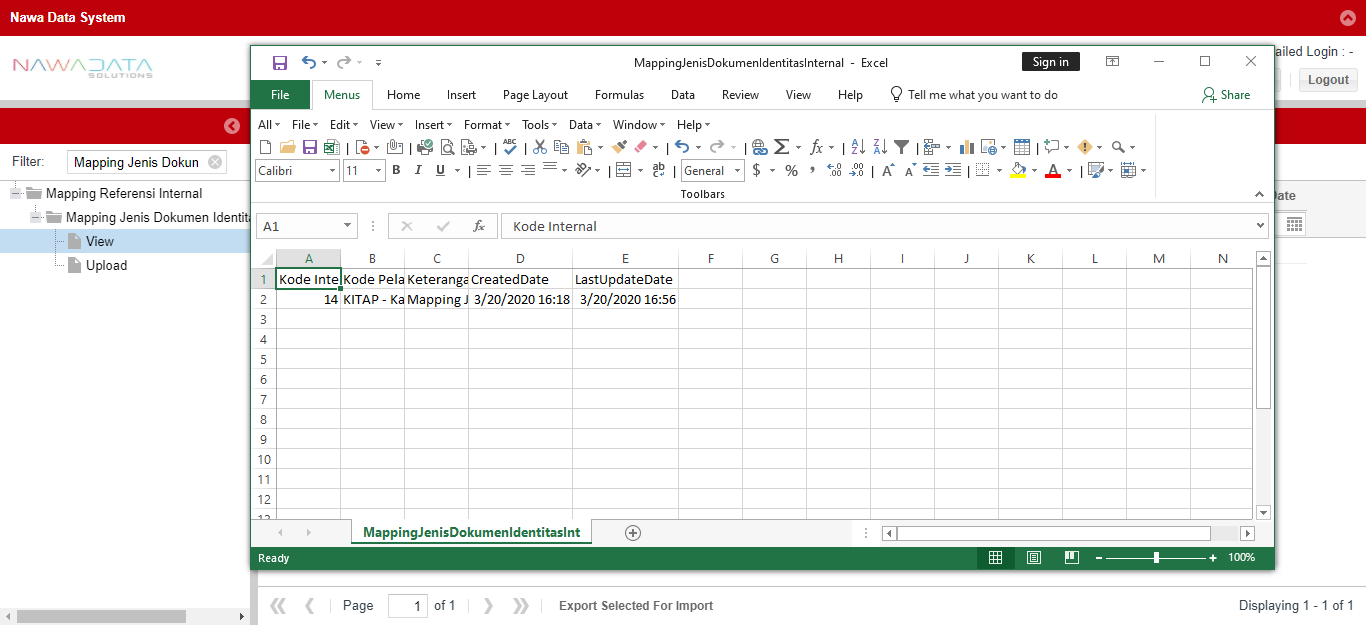 Nawa Data System
NAWADATA
SOLUTIONS
MappingJenisDokumenIdentitasInternal - Excel
Sign in
ailed Login : -
Logout
File Menus Home Insert Page Layout Formulas Data Review View Help Tell me what you want to do Share
All File Edit View Insert Format Tools Data Window Help
Calibri 11 B I U General $ %
Toolbars
Filter: Mapping Jenis Dokun
Mapping Referensi Internal
Mapping Jenis Dokumen Identita
View
Upload
ate
A1 fx Kode Internal
A B C D E F G H I J K L M N
1 Kode Inte Kode Pela Keteranga CreatedDate LastUpdateDate
2 14 KITAP - Ka Mapping J 3/20/2020 16:18 3/20/2020 16:56
3
4
5
6
7
8
9
10
11
12
13
MappingJenisDokumenIdentitasInt
Ready 100%
Page 1 of 1 Export Selected For Import Displaying 1 - 1 of 1